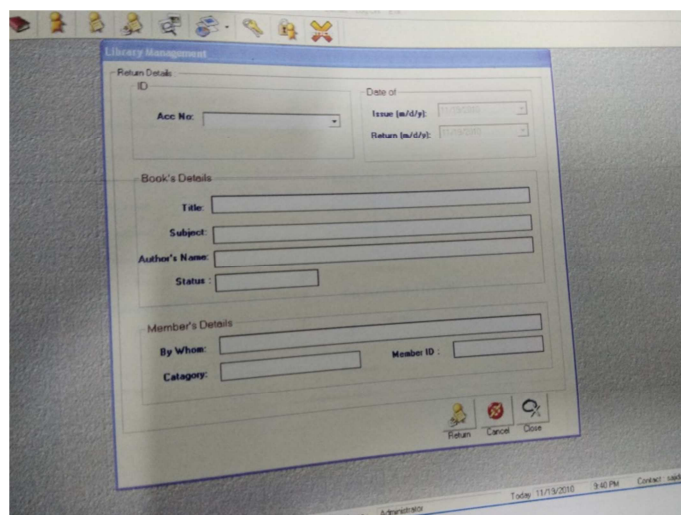 Library Management
Return Details
ID
Acc No:
Date of
Issue (m/d/y):
Return (m/d/y):
Book's Details
Title:
Subject:
Author's Name:
Status :
Member's Details
By Whom:
Catagory:
Member ID :
Return
Cancel
Close
Administrator
Today 11/19/2010
9:40 PM
Contact